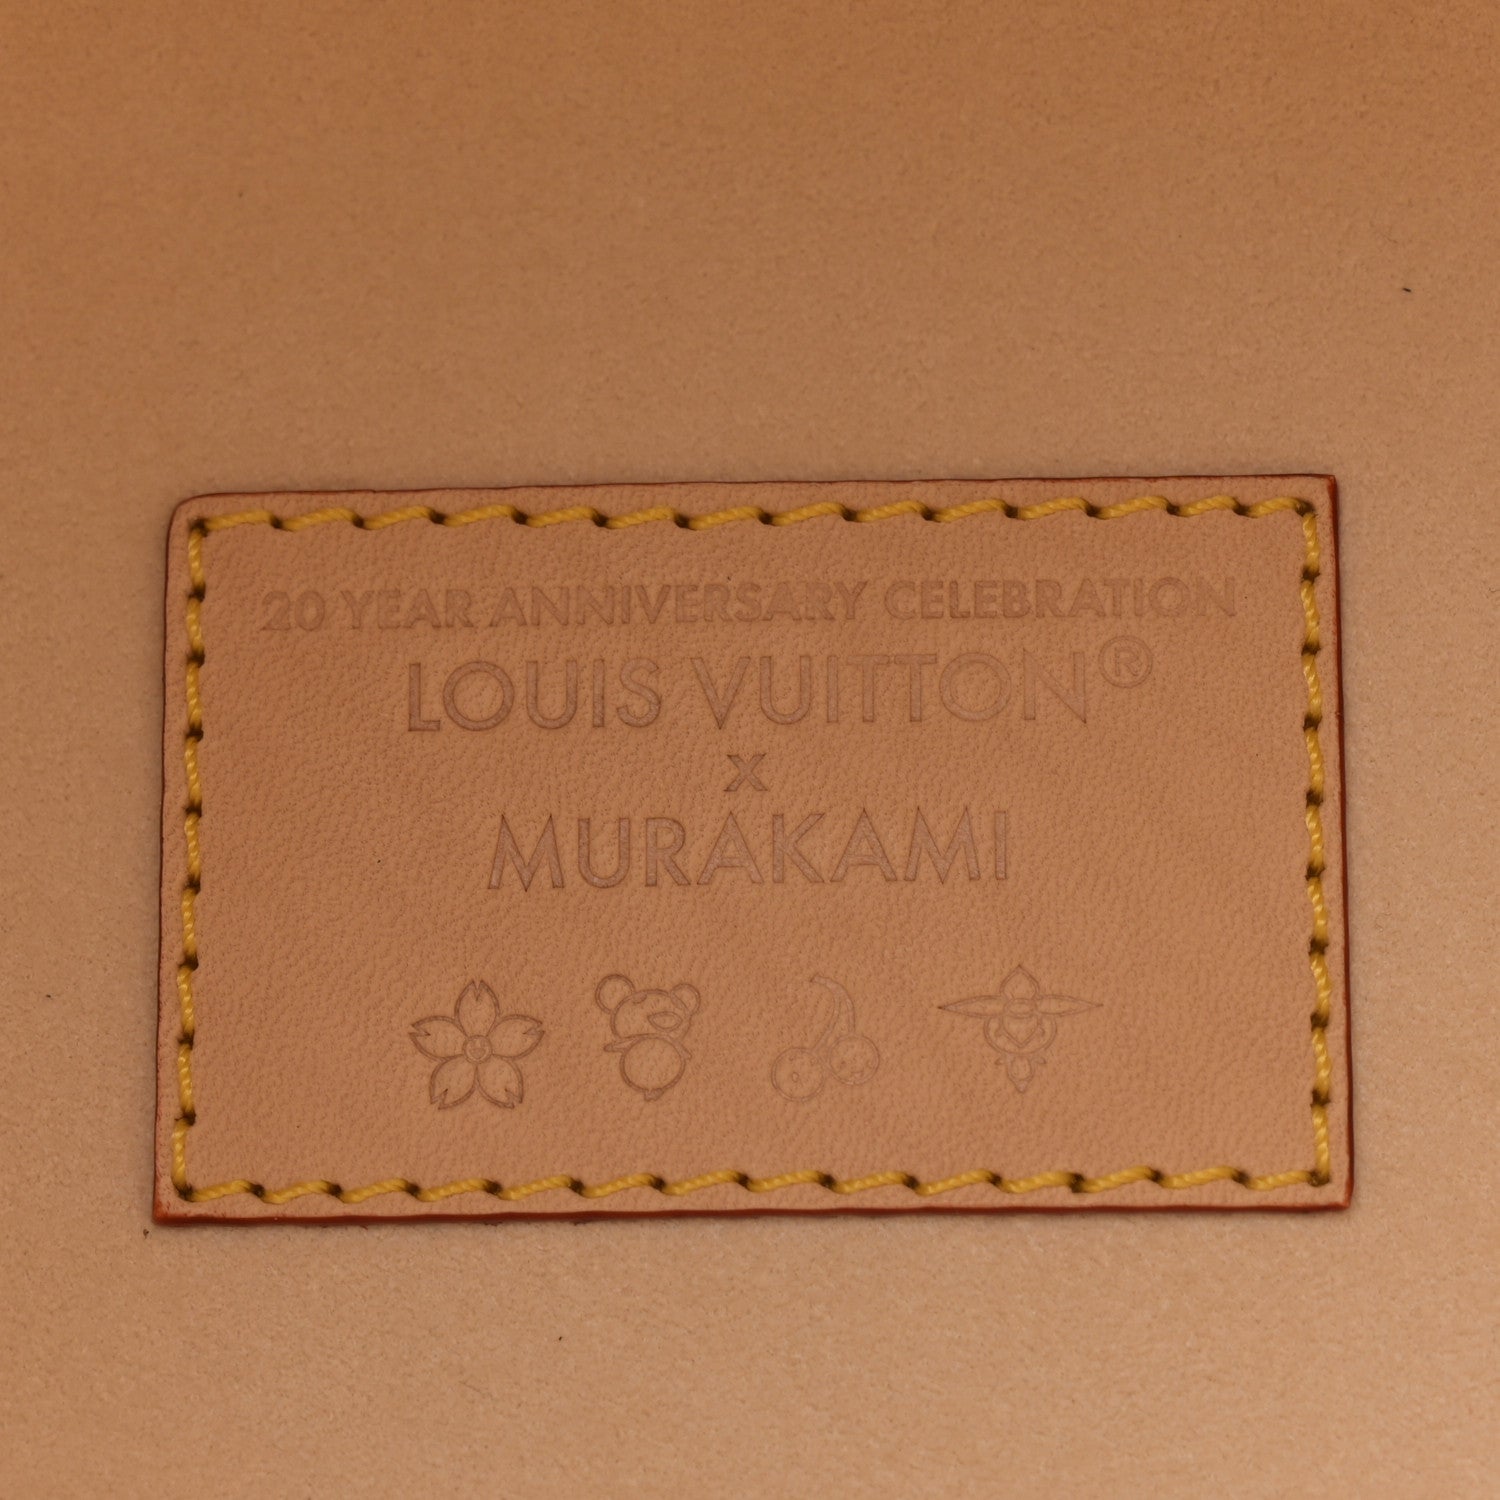 20 YEAR ANNIVERSARY CELEBRATION
LOUIS VUITTON®
x
MURAKAMI